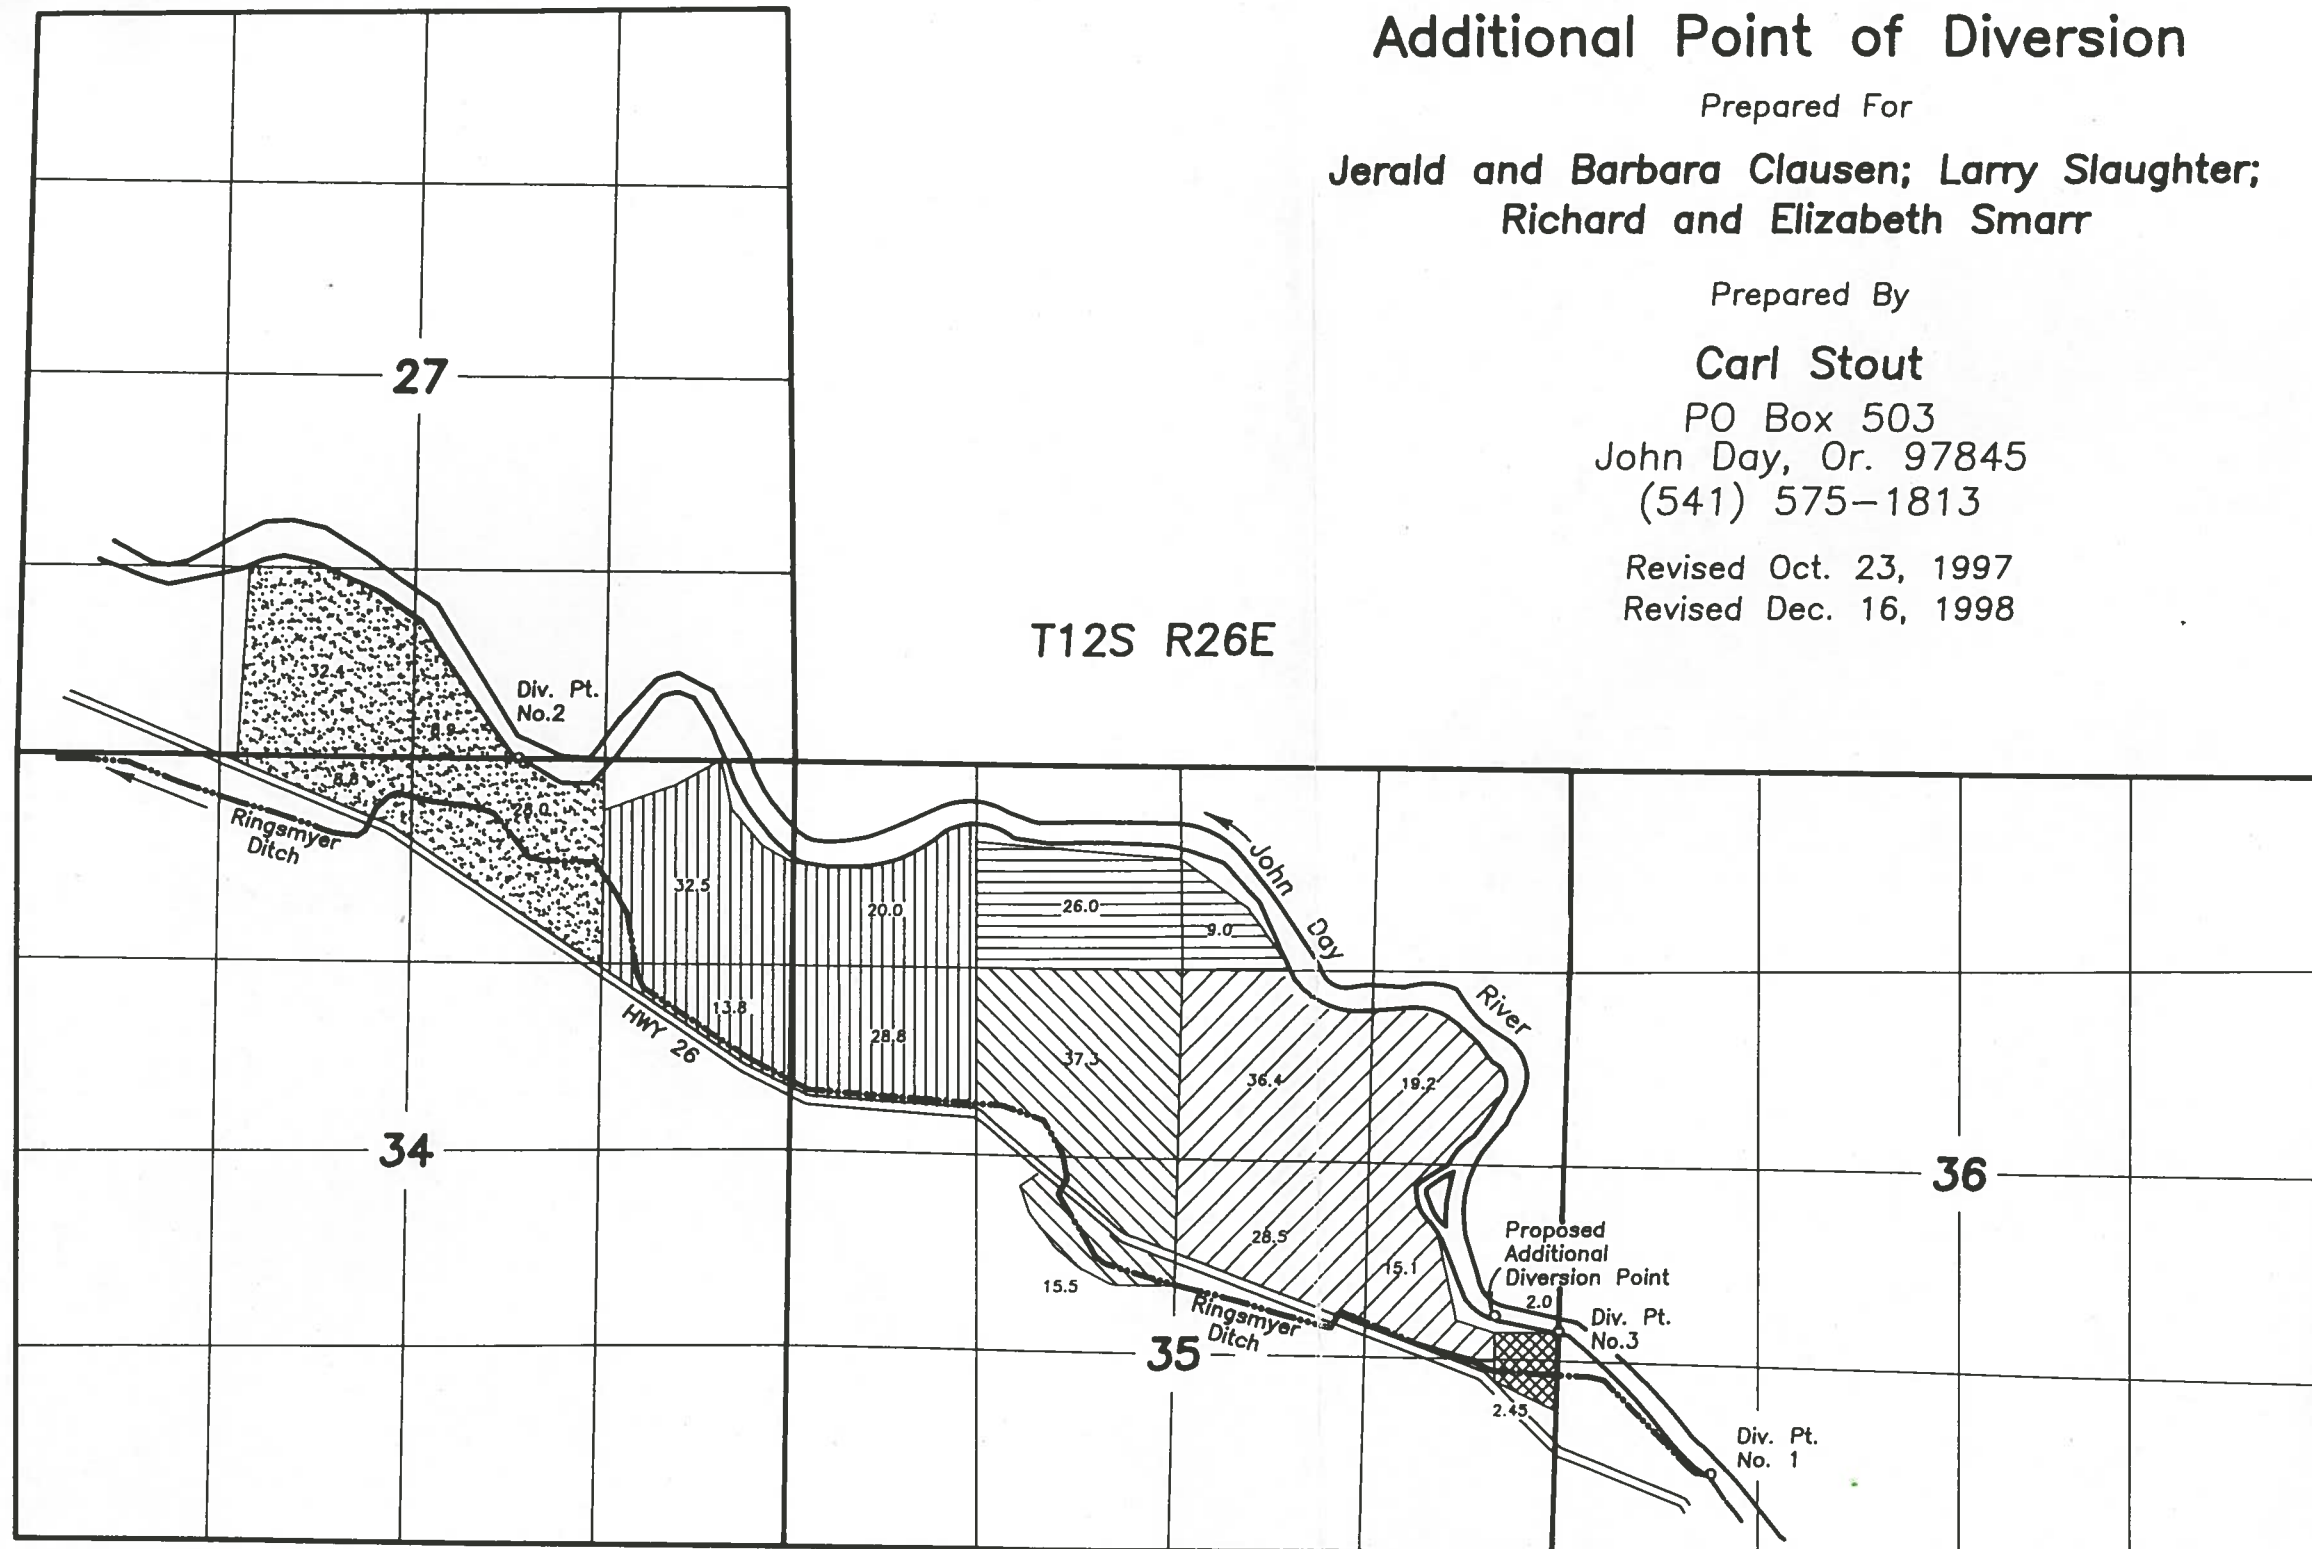 Additional Point of Diversion
Prepared For
Jerald and Barbara Clausen; Larry Slaughter;
Richard and Elizabeth Smarr
Prepared By
Carl Stout
PO Box 503
John Day, Or. 97845
(541) 575-1813
Revised Oct. 23, 1997
Revised Dec. 16, 1998
T12S R26E
27
32.4
Div. Pt.
No.2
8.8
28.0
Ringsmyer
Ditch
32.5
20.0
26.0
9.0
John
Day
River
13.8
28.8
HWY 26
37.3
36.4
19.2
34
36
28.5
15.1
15.5
Proposed
Additional
Diversion Point
2.0
Div. Pt.
No.3
Ringsmyer
Ditch
35
2.45
Div. Pt.
No. 1